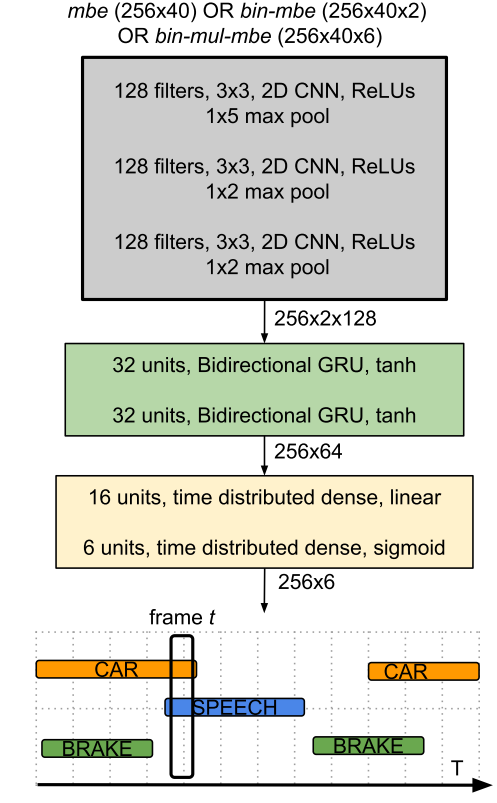 mbe (256x40) OR bin-mbe (256x40x2)
OR bin-mul-mbe (256x40x6)
128 filters, 3x3, 2D CNN, ReLUs
1x5 max pool
128 filters, 3x3, 2D CNN, ReLUs
1x2 max pool
128 filters, 3x3, 2D CNN, ReLUs
1x2 max pool
256x2x128
32 units, Bidirectional GRU, tanh
32 units, Bidirectional GRU, tanh
256x64
16 units, time distributed dense, linear
6 units, time distributed dense, sigmoid
256x6
frame t
CAR
CAR
SPEECH
BRAKE
BRAKE
T